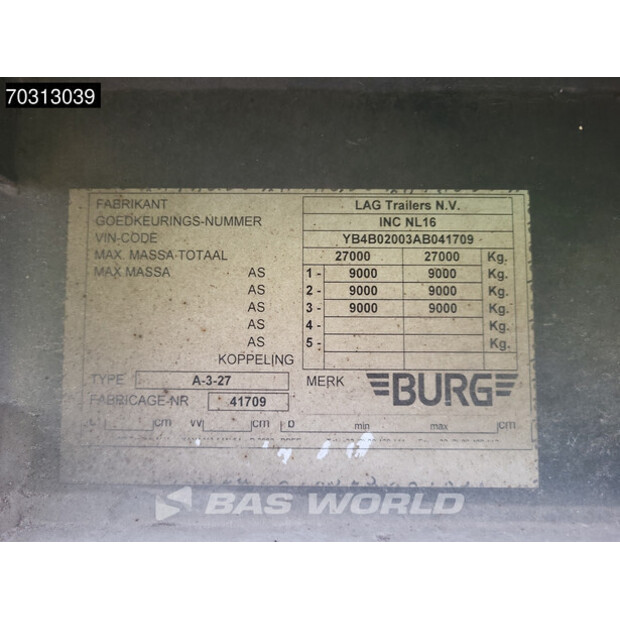 70313039
FABRIKANT LAG Trailers N.V.
GOEDKEURINGS-NUMMER INC NL16
VIN-CODE YB4B02003AB041709
MAX. MASSA-TOTAAL 27000 27000 Kg.
MAX MASSA AS 1- 9000 9000 Kg.
AS 2- 9000 9000 Kg.
AS 3- 9000 9000 Kg.
AS 4- Kg.
AS 5- Kg.
KOPPELING
TYPE A-3-27 MERK BURG
FABRICAGE-NR 41709
L cm W cm D min max cm
BAS WORLD